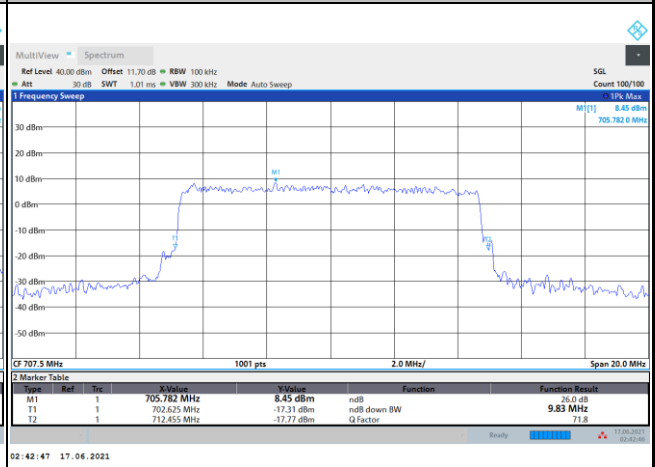 MultiView Spectrum
Ref Level 40.00 dBm Offset 11.70 dB RBW 100 kHz SGL
Att 30 dB SWT 1.01 ms VBW 300 kHz Mode Auto Sweep Count 100/100
1 Frequency Sweep 1Pk Max
M1[1] 8.45 dBm
705.782 0 MHz
30 dBm
20 dBm
10 dBm
M1
0 dBm
-10 dBm
T1
-20 dBm
-30 dBm
-40 dBm
-50 dBm
CF 707.5 MHz 1001 pts 2.0 MHz/ Span 20.0 MHz
2 Marker Table
Type Ref Trc X-Value Y-Value Function Function Result
M1 1 705.782 MHz 8.45 dBm ndB 26.0 dB
T1 1 702.625 MHz -17.31 dBm ndB down BW 9.83 MHz
T2 1 712.455 MHz -17.77 dBm Q Factor 71.8
Ready 17.06.2021
02:42:46
02:42:47 17.06.2021